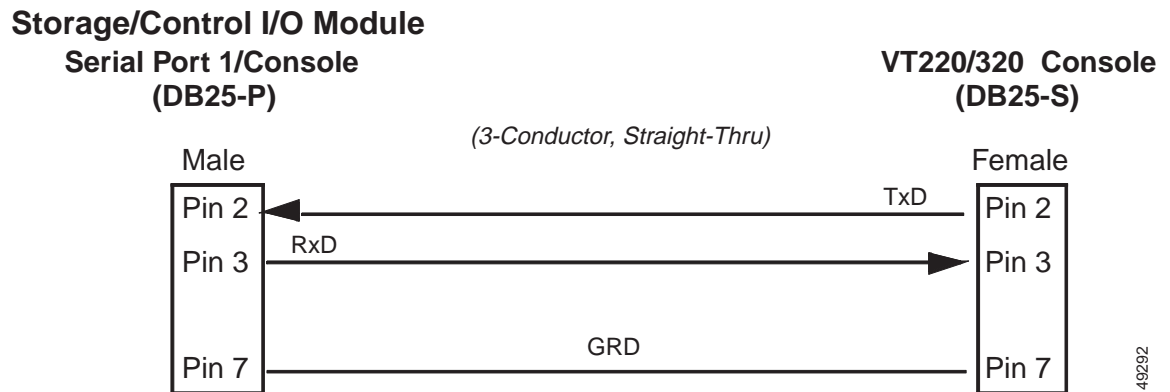 Storage/Control I/O Module
Serial Port 1/Console
(DB25-P)
VT220/320 Console
(DB25-S)
(3-Conductor, Straight-Thru)
Male
Female
Pin 2
TxD
Pin 2
Pin 3
RxD
Pin 3
Pin 7
GRD
Pin 7
49292